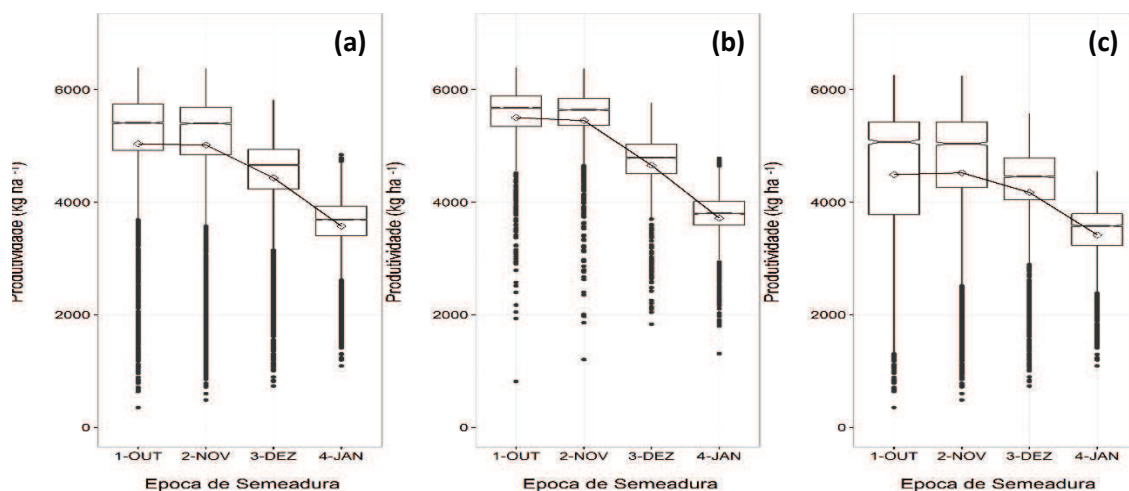 (a)
Produtividade (kg ha -1)
6000
4000
2000
0
1-OUT 2-NOV 3-DEZ 4-JAN
Epoca de Semeadura
(b)
Produtividade (kg ha -1)
6000
4000
2000
0
1-OUT 2-NOV 3-DEZ 4-JAN
Epoca de Semeadura
(c)
Produtividade (kg ha -1)
6000
4000
2000
0
1-OUT 2-NOV 3-DEZ 4-JAN
Epoca de Semeadura